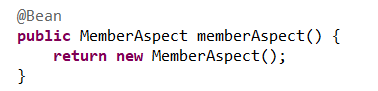 @Bean
public MemberAspect memberAspect() {
    return new MemberAspect();
}